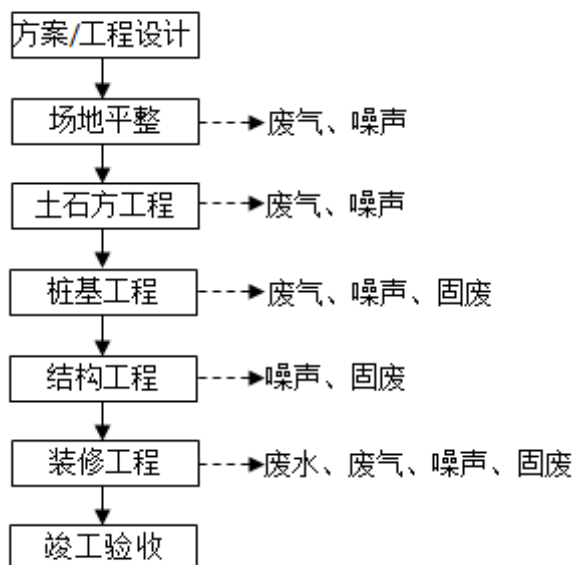 方案/工程设计
场地平整 废气、噪声
土石方工程 废气、噪声
桩基工程 废气、噪声、固废
结构工程 噪声、固废
装修工程 废水、废气、噪声、固废
竣工验收